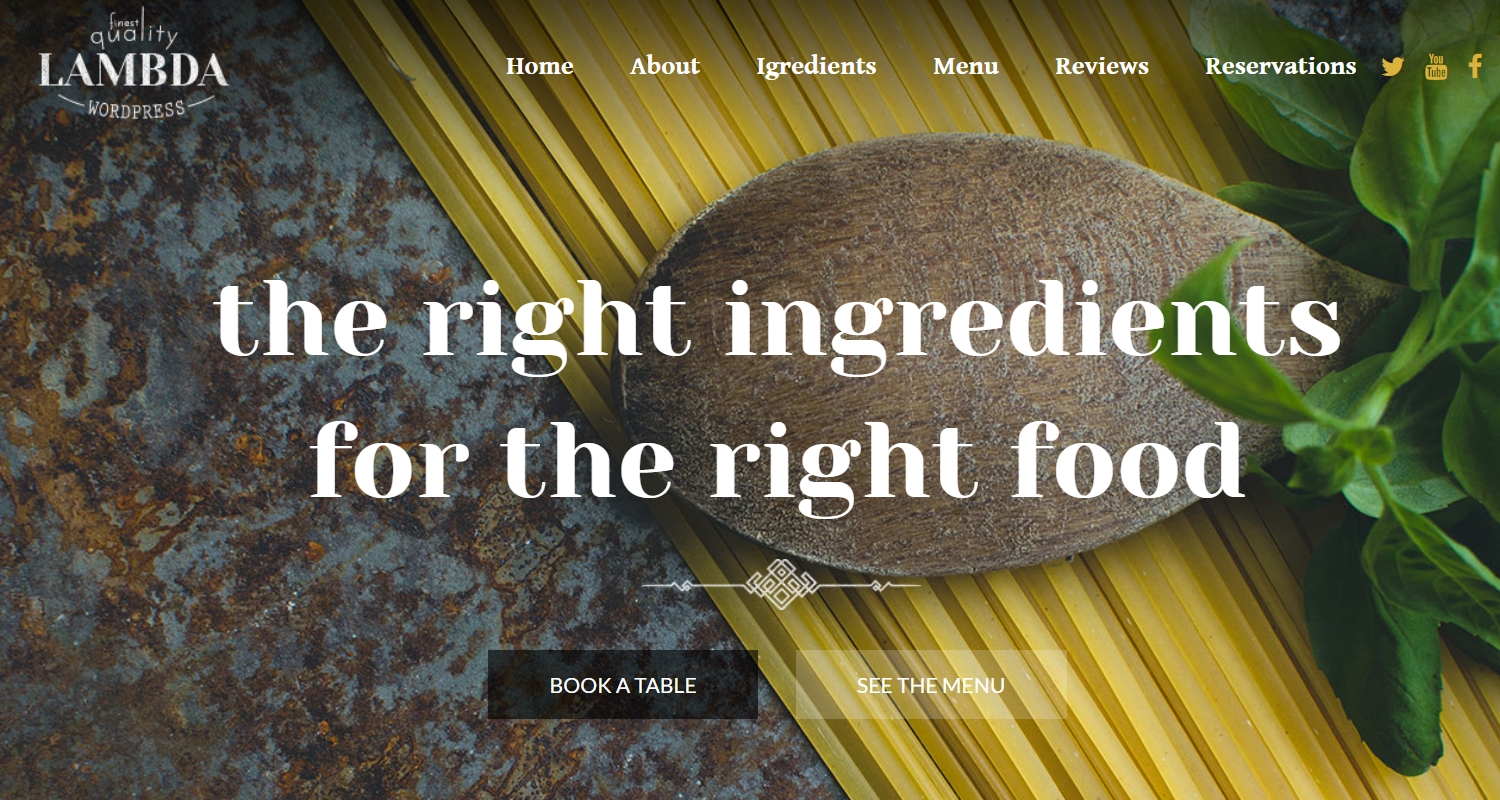 finest
quality
LAMBDA
WORDPRESS
Home About Igredients Menu Reviews Reservations You Tube
the right ingredients
for the right food
BOOK A TABLE SEE THE MENU